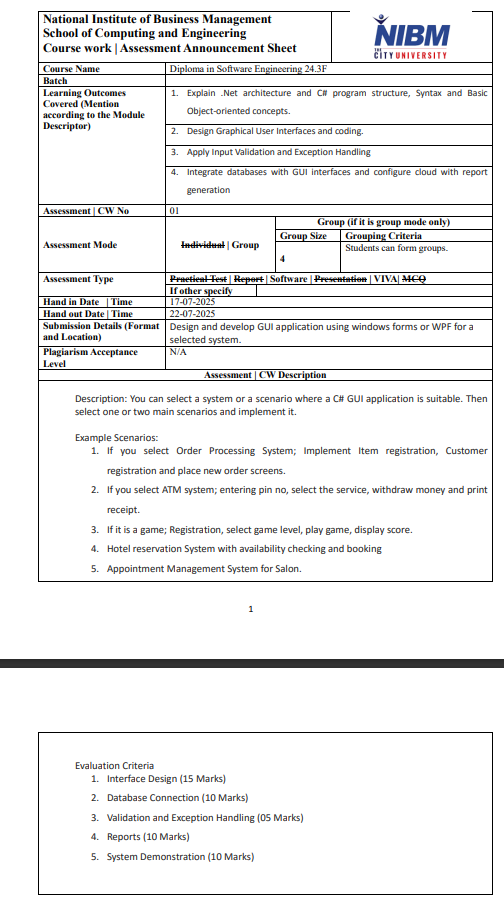 National Institute of Business Management
School of Computing and Engineering
Course work | Assessment Announcement Sheet
NIBM
THE
CITY UNIVERSITY
Course Name
Diploma in Software Engineering 24.3F
Batch
Learning Outcomes
Covered (Mention
according to the Module
Descriptor)
1. Explain .Net architecture and C# program structure, Syntax and Basic
Object-oriented concepts.
2. Design Graphical User Interfaces and coding.
3. Apply Input Validation and Exception Handling
4. Integrate databases with GUI interfaces and configure cloud with report
generation
Assessment | CW No
01
Assessment Mode
Individual | Group
Group (if it is group mode only)
Group Size
Grouping Criteria
4
Students can form groups.
Assessment Type
Practical Test | Report | Software | Presentation | VIVA| MCQ
If other specify
Hand in Date | Time
17-07-2025
Hand out Date | Time
22-07-2025
Submission Details (Format
and Location)
Design and develop GUI application using windows forms or WPF for a
selected system.
Plagiarism Acceptance
Level
N/A
Assessment | CW Description
Description: You can select a system or a scenario where a C# GUI application is suitable. Then
select one or two main scenarios and implement it.
Example Scenarios:
1. If you select Order Processing System; Implement Item registration, Customer
registration and place new order screens.
2. If you select ATM system; entering pin no, select the service, withdraw money and print
receipt.
3. If it is a game; Registration, select game level, play game, display score.
4. Hotel reservation System with availability checking and booking
5. Appointment Management System for Salon.
1
Evaluation Criteria
1. Interface Design (15 Marks)
2. Database Connection (10 Marks)
3. Validation and Exception Handling (05 Marks)
4. Reports (10 Marks)
5. System Demonstration (10 Marks)